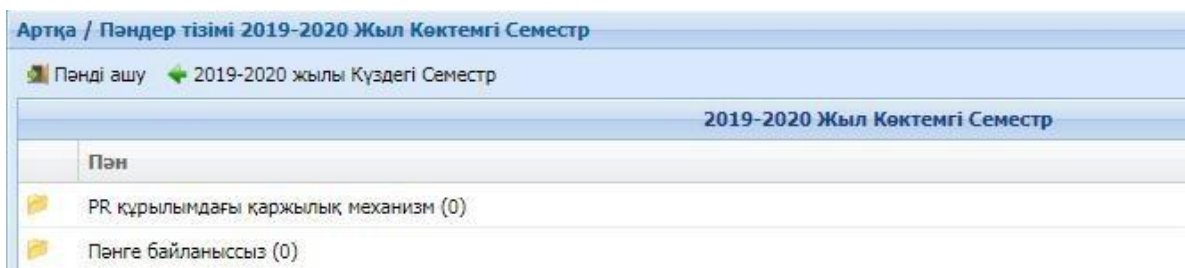 Артқа / Пәндер тізімі 2019-2020 Жыл Көктемгі Семестр
Пәнді ашу 2019-2020 жылы Күздегі Семестр
2019-2020 Жыл Көктемгі Семестр
Пән
PR құрылымдағы қаржылық механизм (0)
Пәнге байланыссыз (0)